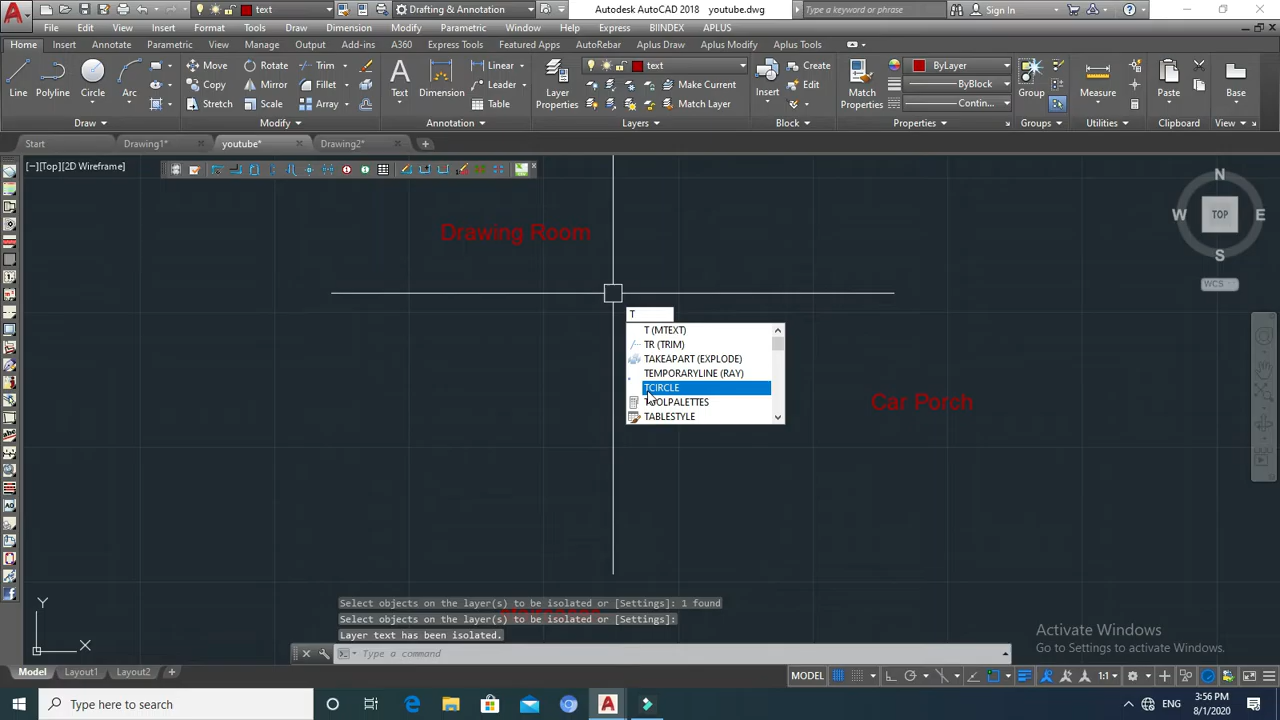 A
text
Drafting & Annotation
Autodesk AutoCAD 2018 youtube.dwg
Type a keyword or phrase
Sign In
File Edit View Insert Format Tools Draw Dimension Modify Parametric Window Help Express BIINDEX APLUS
Home Insert Annotate Parametric View Manage Output Add-ins A360 Express Tools Featured Apps AutoRebar Aplus Draw Aplus Modify Aplus Tools
Line
Polyline
Circle
Arc
Draw
Move Rotate Trim
Copy Mirror Fillet
Stretch Scale Array
Modify
Text
Dimension
Linear
Leader
Table
Annotation
Layer
Properties
text
Make Current
Match Layer
Layers
Insert
Create
Edit
Block
Match
Properties
ByLayer
ByBlock
Contin...
Properties
Group
Groups
Measure
Utilities
Paste
Clipboard
Base
View
Start Drawing1* youtube* Drawing2*
[−][Top][2D Wireframe]
N
W TOP E
S
WCS
Drawing Room
T
T (MTEXT)
TR (TRIM)
TAKEAPART (EXPLODE)
TEMPORARYLINE (RAY)
TCIRCLE
TOOLPALETTES
TABLESTYLE
Car Porch
Select objects on the layer(s) to be isolated or [Settings]: 1 found
Select objects on the layer(s) to be isolated or [Settings]:
Layer text has been isolated.
Type a command
Y
X
Activate Windows
Go to Settings to activate Windows.
Model Layout1 Layout2
MODEL
1:1
Type here to search
ENG
3:56 PM
8/1/2020